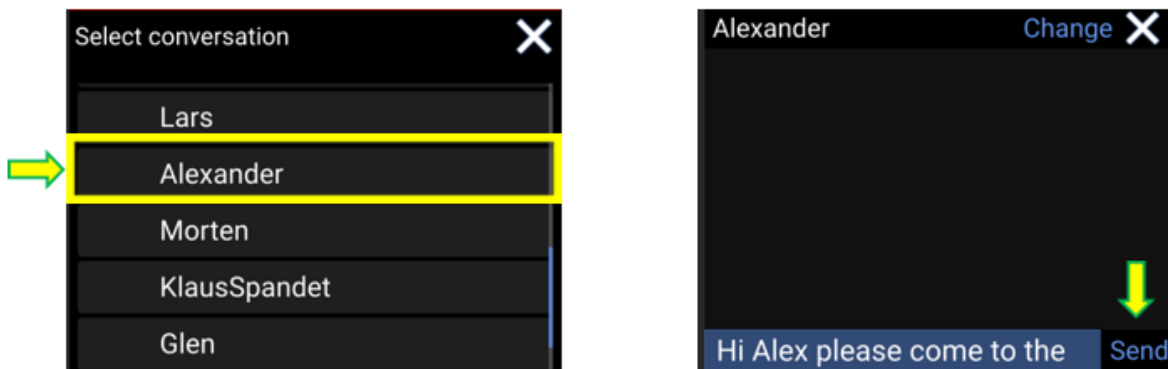 Select conversation
Lars
Alexander
Morten
KlausSpandet
Glen
Alexander Change
Hi Alex please come to the Send